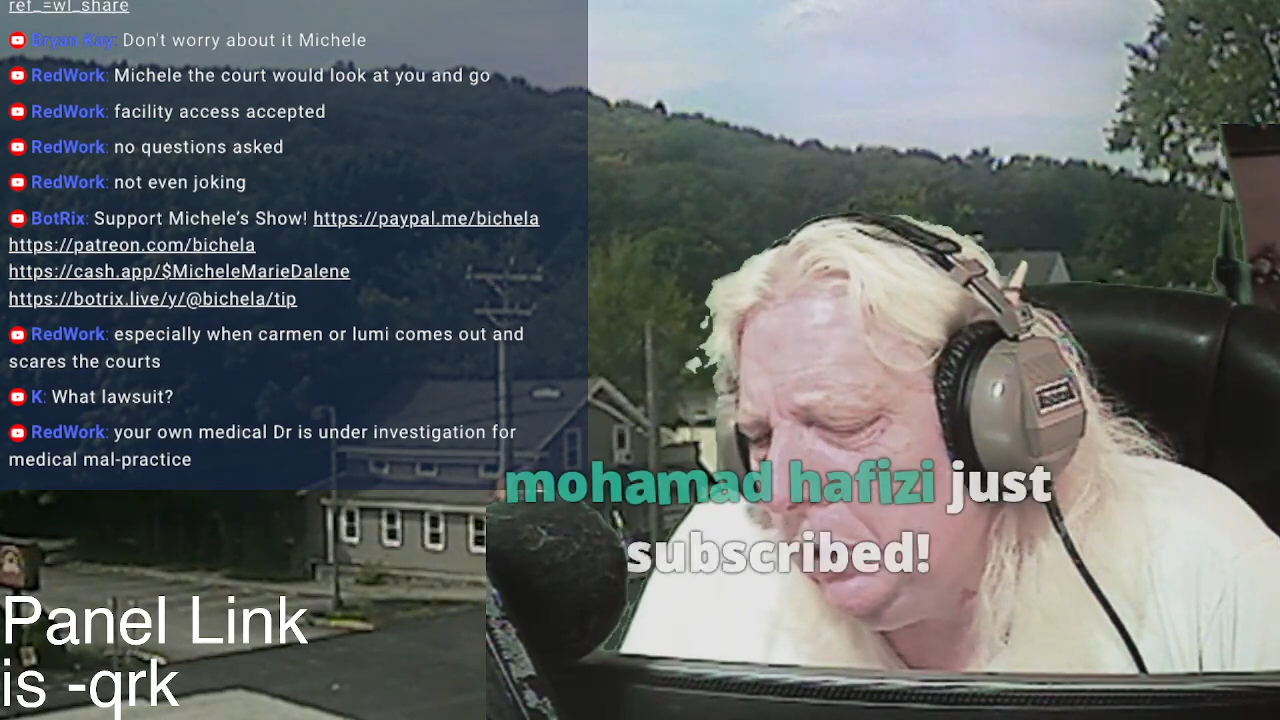 ref_=wl_share
Bryan Kay: Don't worry about it Michele
RedWork: Michele the court would look at you and go
RedWork: facility access accepted
RedWork: no questions asked
RedWork: not even joking
BotRix: Support Michele's Show! https://paypal.me/bichela
https://patreon.com/bichela
https://cash.app/$MicheleMarieDalene
https://botrix.live/y/@bichela/tip
RedWork: especially when carmen or lumi comes out and
scares the courts
K: What lawsuit?
RedWork: your own medical Dr is under investigation for
medical mal-practice
mohamad hafizi just
subscribed!
Panel Link
is -qrk